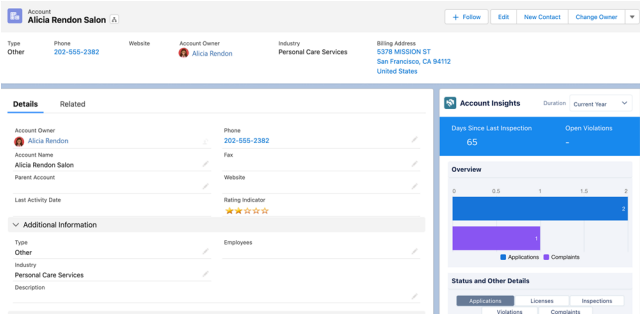 Account
Alicia Rendon Salon
+ Follow
Edit
New Contact
Change Owner
Type
Phone
Website
Account Owner
Industry
Billing Address
Other
202-555-2382
Alicia Rendon
Personal Care Services
5378 MISSION ST
San Francisco, CA 94112
United States
Details
Related
Account Owner
Alicia Rendon
Phone
202-555-2382
Account Name
Alicia Rendon Salon
Fax
Parent Account
Website
Last Activity Date
Rating Indicator
Additional Information
Type
Other
Employees
Industry
Personal Care Services
Description
Account Insights
Duration
Current Year
Days Since Last Inspection
65
Open Violations
-
Overview
0 0.5 1 1.5 2
2
1
Applications Complaints
Status and Other Details
Applications
Licenses
Inspections
Violations
Complaints